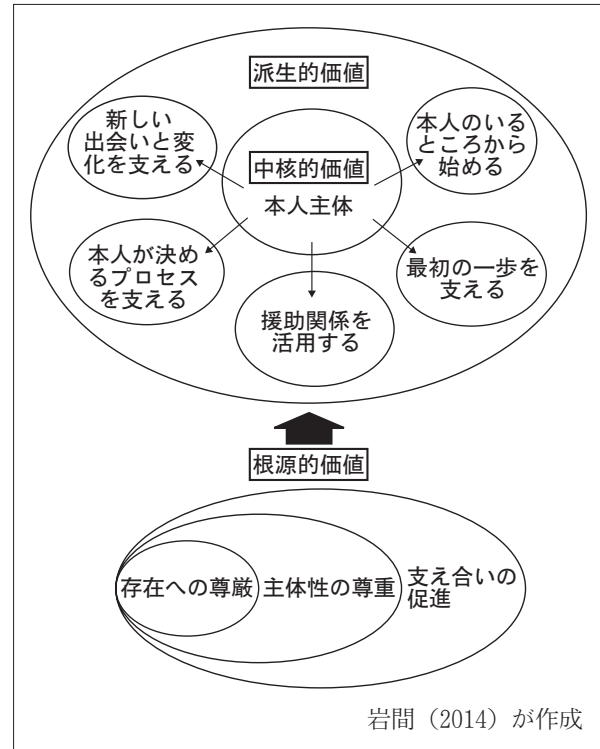 派生的価値
新しい
出会いと変
化を支える
本人のいる
ところから
始める
中核的価値
本人主体
本人が決め
るプロセス
を支える
最初の一歩を
支える
援助関係を
活用する
根源的価値
存在への尊厳
主体性の尊重
支え合いの
促進
岩間（2014）が作成